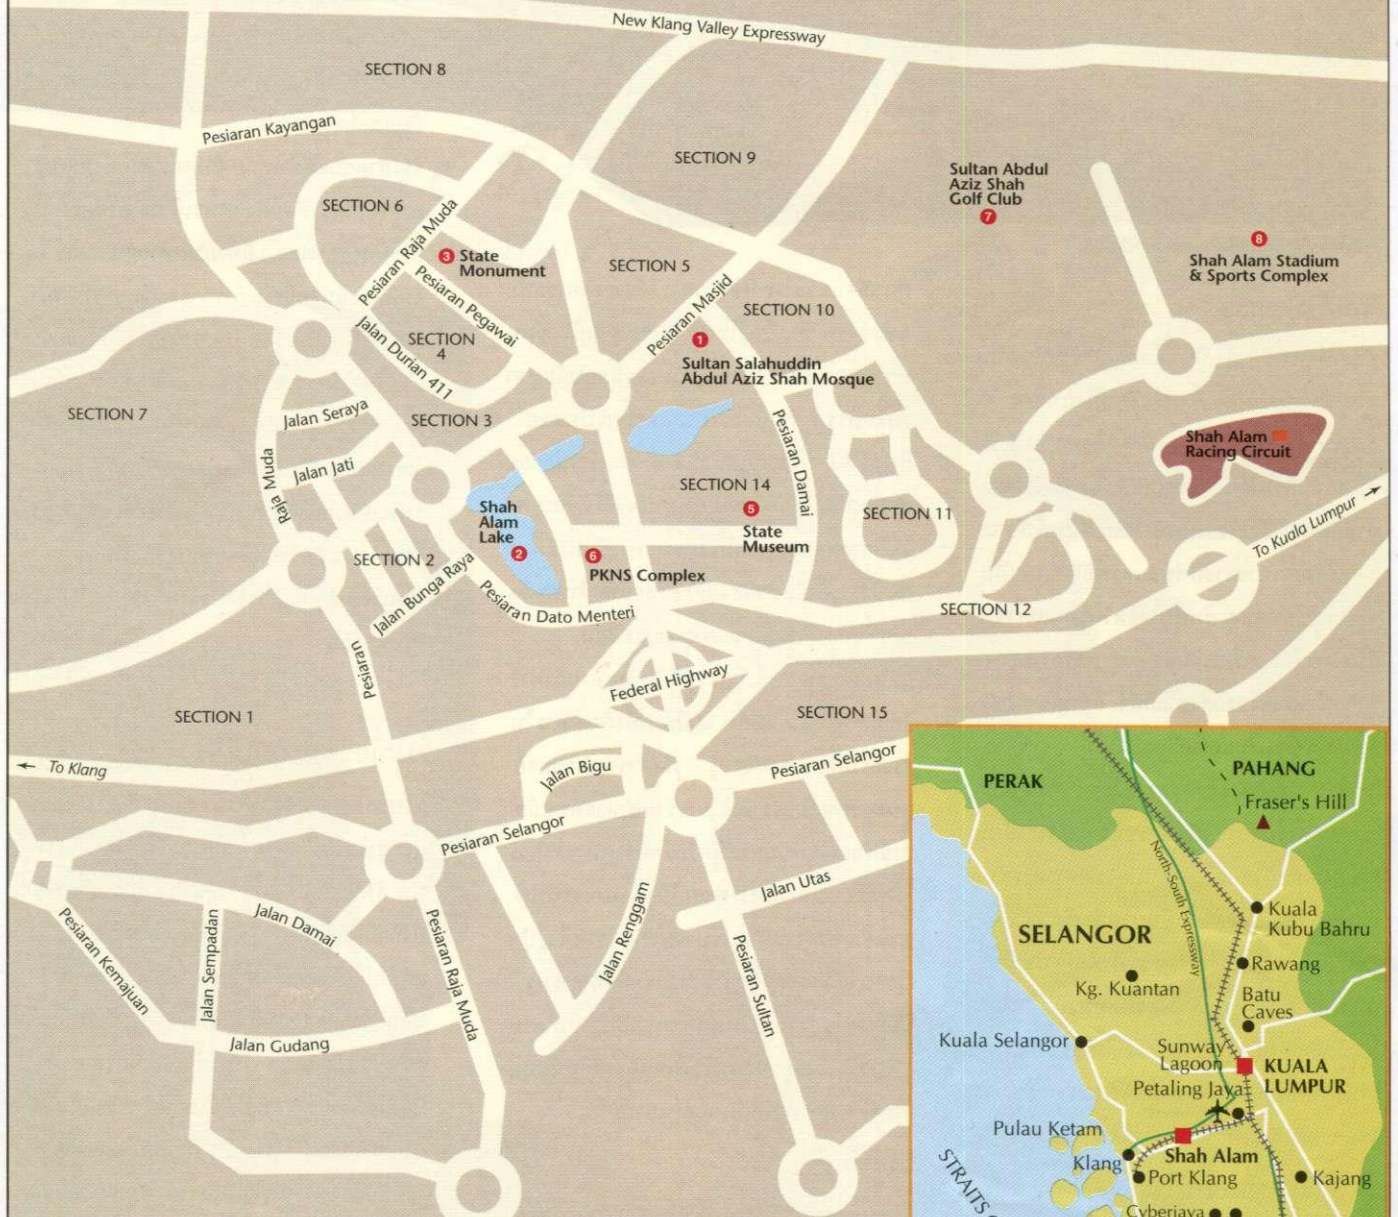 New Klang Valley Expressway
SECTION 8
Pesiaran Kayangan
SECTION 9
Sultan Abdul
Aziz Shah
Golf Club
7
SECTION 6
Pesiaran Raja Muda
3
State
Monument
8
Shah Alam Stadium
& Sports Complex
SECTION 5
Pesiaran Pegawai
Pesiaran Masjid
SECTION 10
Jalan Durian 411
SECTION
4
1
Sultan Salahuddin
Abdul Aziz Shah Mosque
SECTION 7
Jalan Seraya
SECTION 3
Pesiaran Damai
Shah Alam
Racing Circuit
Raja Muda
Jalan Jati
SECTION 14
5
State
Museum
SECTION 11
To Kuala Lumpur
Shah
Alam
Lake
2
SECTION 2
6
PKNS Complex
Jalan Bunga Raya
Pesiaran Dato Menteri
SECTION 12
Pesiaran
Federal Highway
SECTION 1
SECTION 15
To Klang
Jalan Bigu
Pesiaran Selangor
Pesiaran Selangor
Jalan Utas
Pesiaran Kemajuan
Jalan Sempadan
Jalan Damai
Pesiaran Raja Muda
Jalan Renggam
Pesiaran Sultan
Jalan Gudang
PERAK
PAHANG
Fraser's Hill
North-South Expressway
Kuala
Kubu Bahru
SELANGOR
Rawang
Kg. Kuantan
Batu
Caves
Kuala Selangor
Sunway
Lagoon
KUALA
LUMPUR
Petaling Jaya
Pulau Ketam
Klang
Shah Alam
Port Klang
Kajang
STRAITS
Cyberjaya